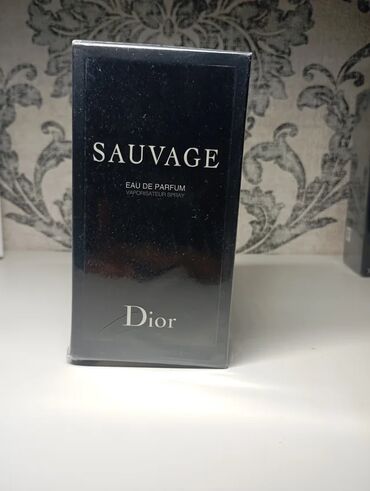 SAUVAGE
EAU DE PARFUM
VAPORISATEUR SPRAY
Dior